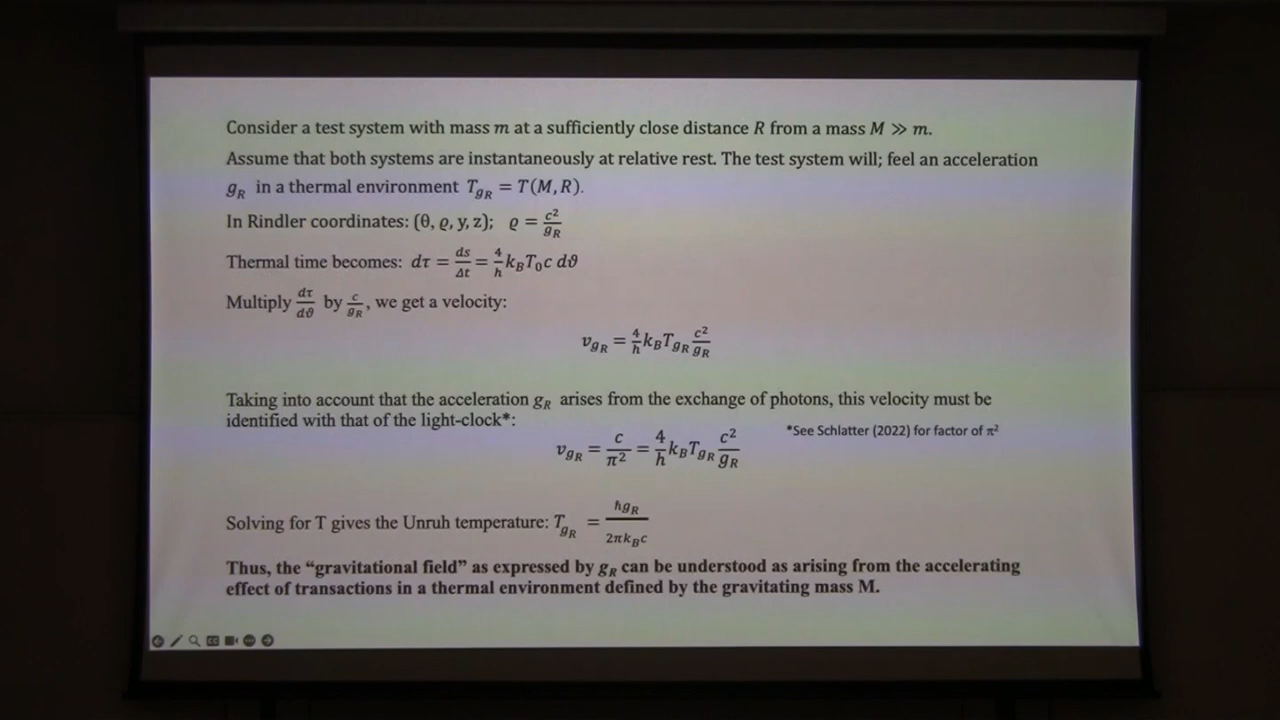 Consider a test system with mass m at a sufficiently close distance R from a mass M ≫ m.
Assume that both systems are instantaneously at relative rest. The test system will; feel an acceleration
g_R in a thermal environment T_{g_R} = T(M, R).
In Rindler coordinates: (θ, ϱ, y, z); ϱ = c²/g_R
Thermal time becomes: dτ = ds/Δt = 4/h k_B T_0 c dϑ
Multiply dτ/dϑ by c/g_R, we get a velocity:
v_{g_R} = 4/h k_B T_{g_R} c²/g_R
Taking into account that the acceleration g_R arises from the exchange of photons, this velocity must be
identified with that of the light-clock*:
*See Schlatter (2022) for factor of π²
v_{g_R} = c/π² = 4/h k_B T_{g_R} c²/g_R
Solving for T gives the Unruh temperature: T_{g_R} = ħg_R/2πk_Bc
Thus, the “gravitational field” as expressed by g_R can be understood as arising from the accelerating
effect of transactions in a thermal environment defined by the gravitating mass M.